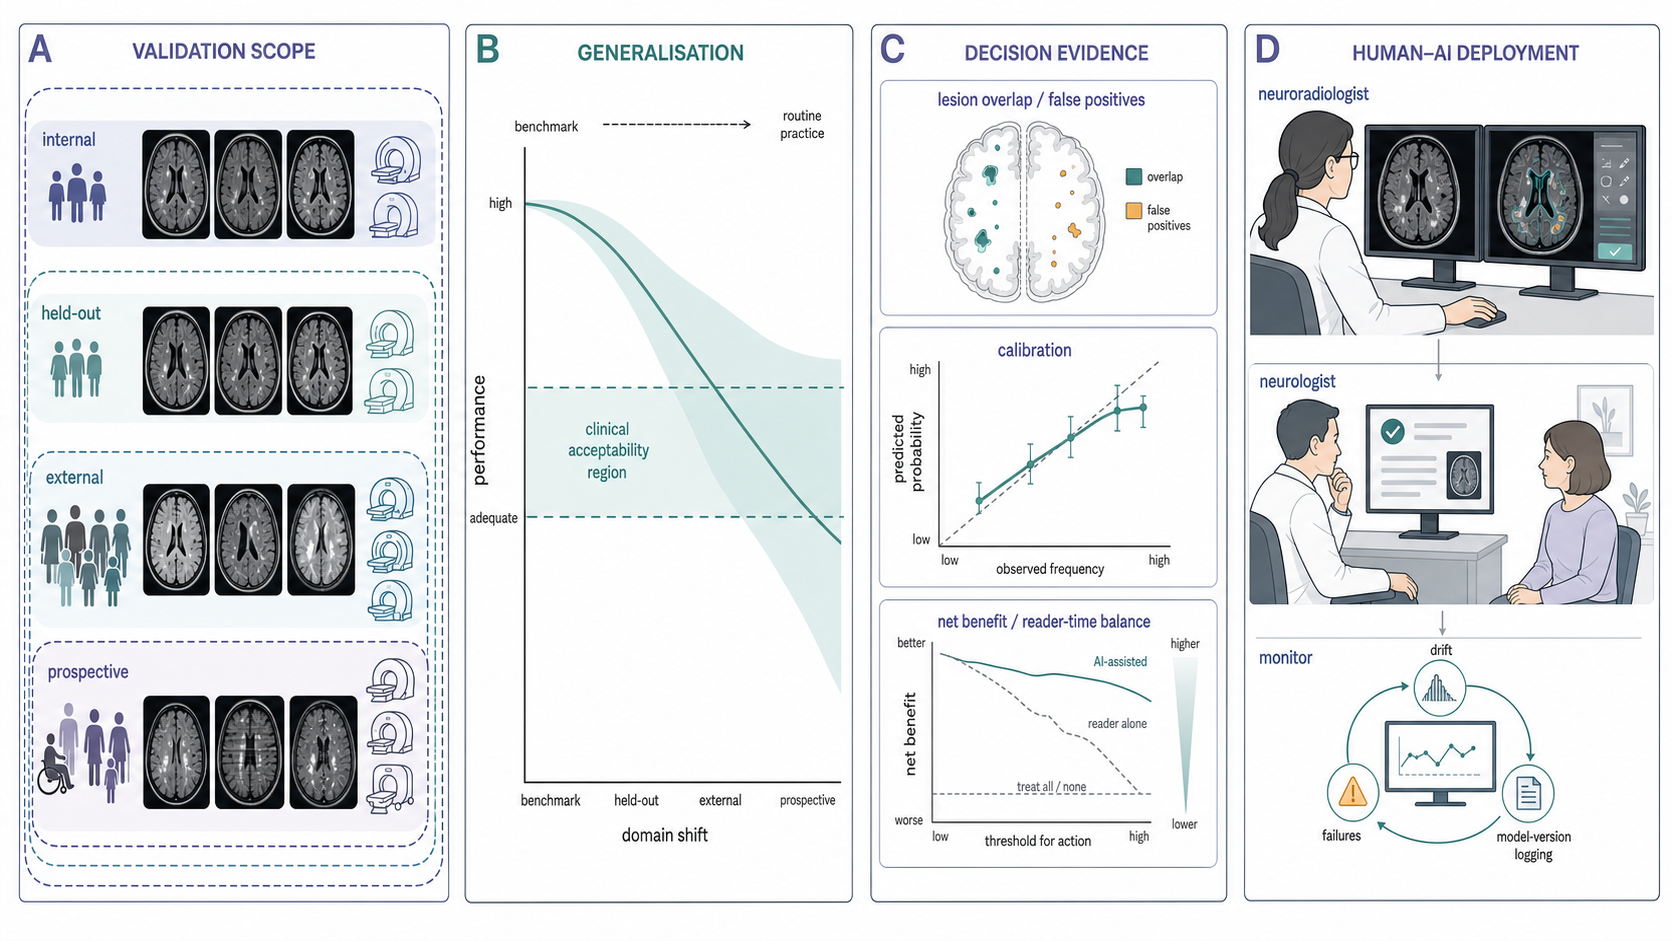 A
VALIDATION SCOPE
internal
held-out
external
prospective
B
GENERALISATION
benchmark
routine
practice
high
clinical
acceptability
region
adequate
performance
benchmark
held-out
external
prospective
domain shift
C
DECISION EVIDENCE
lesion overlap / false positives
overlap
false
positives
calibration
high
predicted
probability
low
low
high
observed frequency
net benefit / reader-time balance
better
higher
AI-assisted
reader alone
net benefit
treat all / none
worse
lower
low
high
threshold for action
D
HUMAN–AI DEPLOYMENT
neuroradiologist
neurologist
monitor
drift
failures
model-version
logging